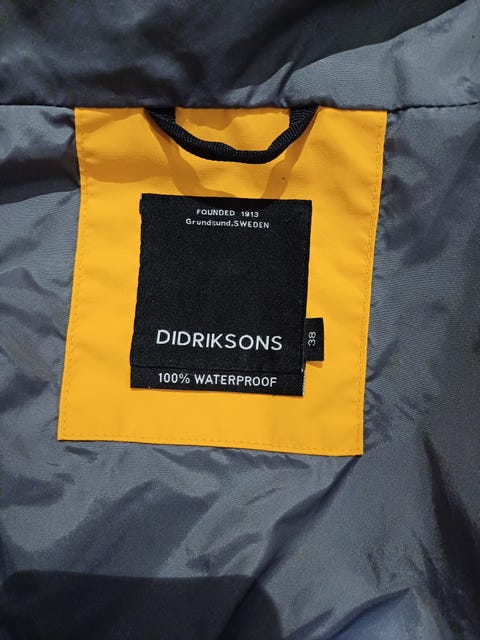 FOUNDED 1913
Grundsund,SWEDEN
DIDRIKSONS
38
100% WATERPROOF